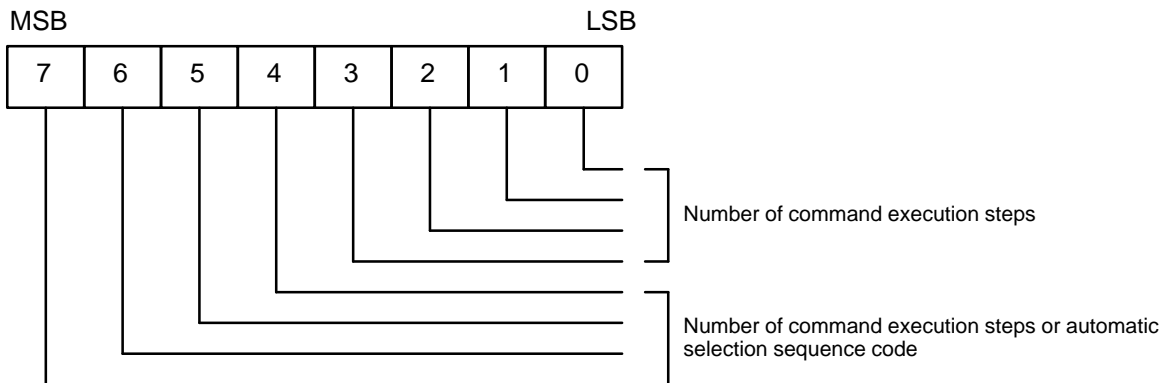 MSB LSB
7 6 5 4 3 2 1 0
Number of command execution steps
Number of command execution steps or automatic
selection sequence code